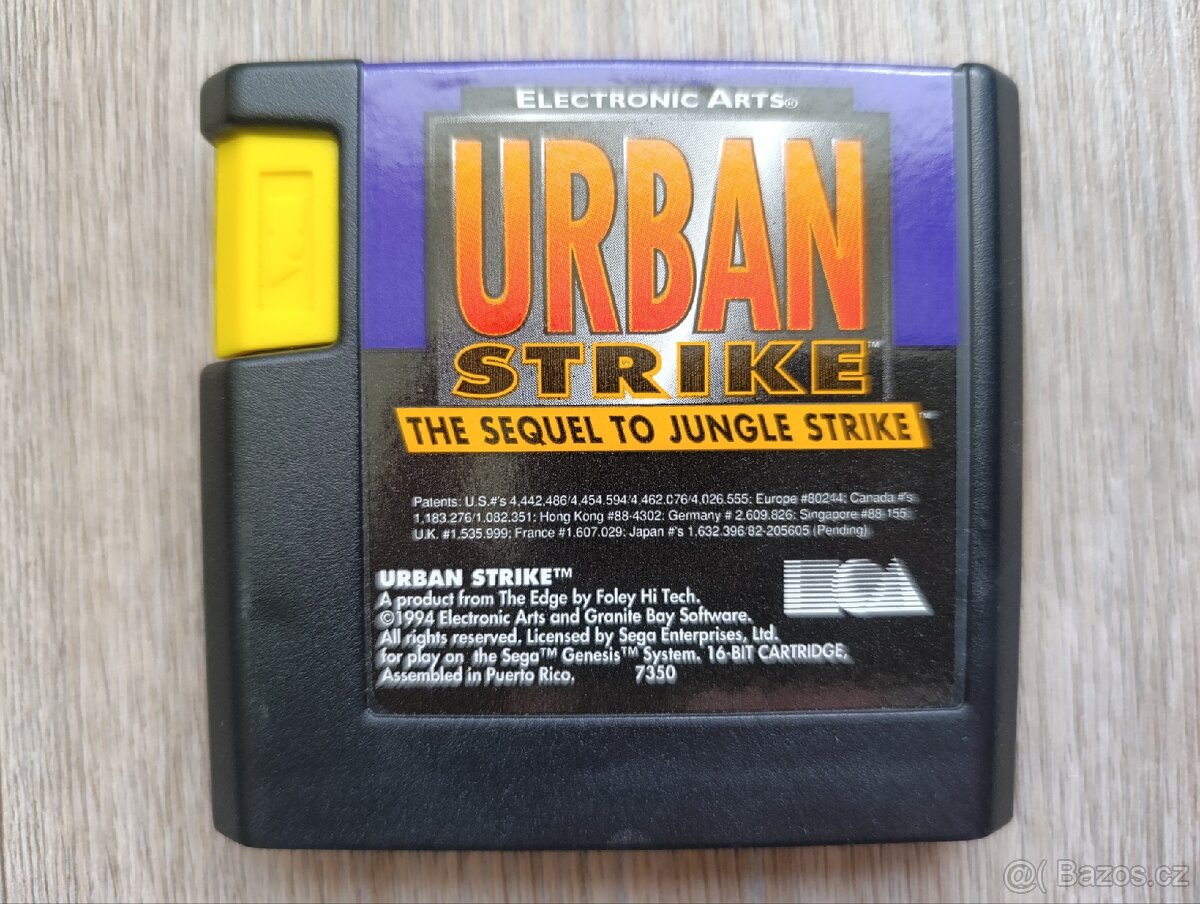 ELECTRONIC ARTS®
URBAN
STRIKE™
THE SEQUEL TO JUNGLE STRIKE™
Patents: U.S.#'s 4,442,486/4,454,594/4,462,076/4,026,555; Europe #80244; Canada #'s
1,183,276/1,082,351; Hong Kong #88-4302; Germany # 2,609,826; Singapore #88-155
U.K. #1,535,999; France #1,607,029; Japan #'s 1,632,396/82-205605 (Pending)
URBAN STRIKE™
A product from The Edge by Foley Hi Tech.
©1994 Electronic Arts and Granite Bay Software.
All rights reserved. Licensed by Sega Enterprises, Ltd.
for play on the Sega™ Genesis™ System. 16-BIT CARTRIDGE.
Assembled in Puerto Rico. 7350
EA
@( Bazos.cz